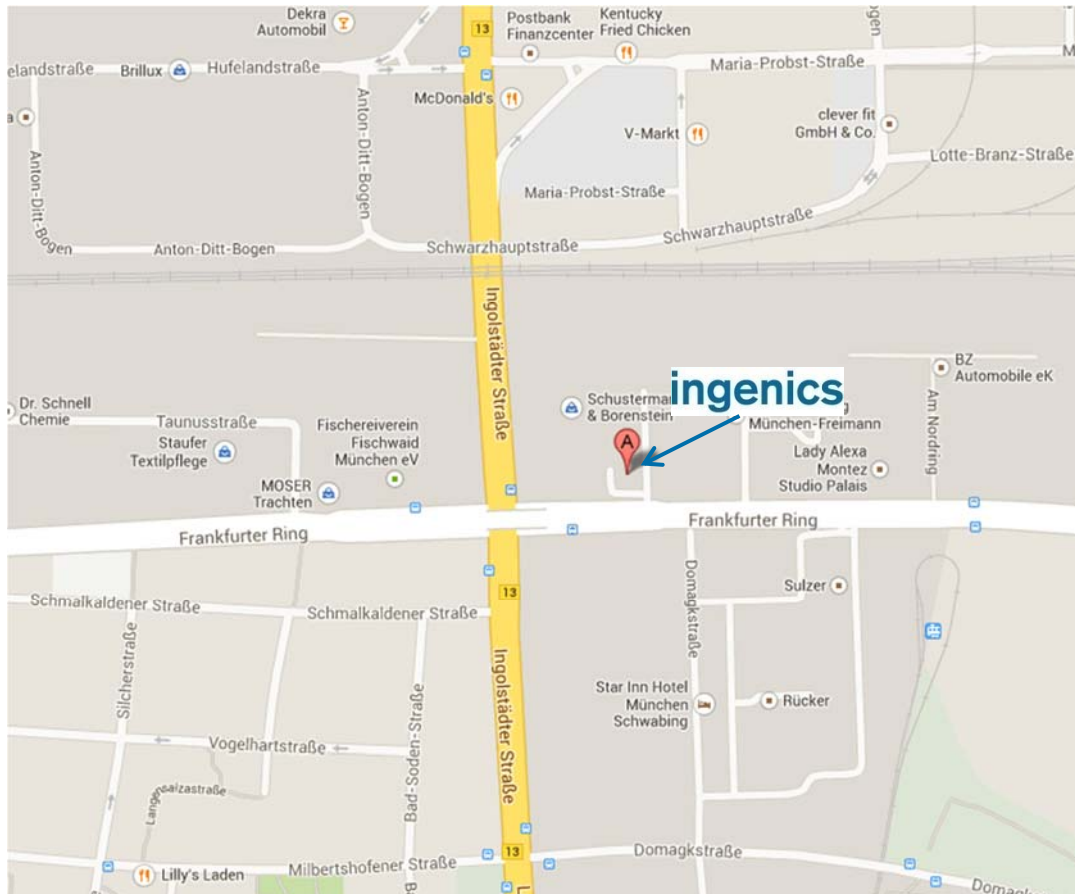 Dekra
Automobil
13
Postbank
Finanzcenter
Kentucky
Fried Chicken
Hufelandstraße
Brillux
Maria-Probst-Straße
McDonald's
V-Markt
clever fit
GmbH & Co.
Lotte-Branz-Straße
Anton-Ditt-Bogen
Anton-Ditt-Bogen
Maria-Probst-Straße
Anton-Ditt-Bogen
Schwarzhauptstraße
Schwarzhauptstraße
Ingolstädter Straße
BZ
Automobile eK
ingenics
Dr. Schnell
Chemie
Taunusstraße
Staufer
Textilpflege
Fischereiverein
Fischwaid
München eV
& Borenstein
München-Freimann
Am Nordring
A
Lady Alexa
Montez
Studio Palais
MOSER
Trachten
Frankfurter Ring
Frankfurter Ring
Domagkstraße
Sulzer
13
Schmalkaldener Straße
Schmalkaldener Straße
Silcherstraße
Ingolstädter Straße
Star Inn Hotel
München
Schwabing
Rücker
Vogelhartstraße
Bad-Soden-Straße
Milbertshofener Straße
13
Domagkstraße
Lilly's Laden